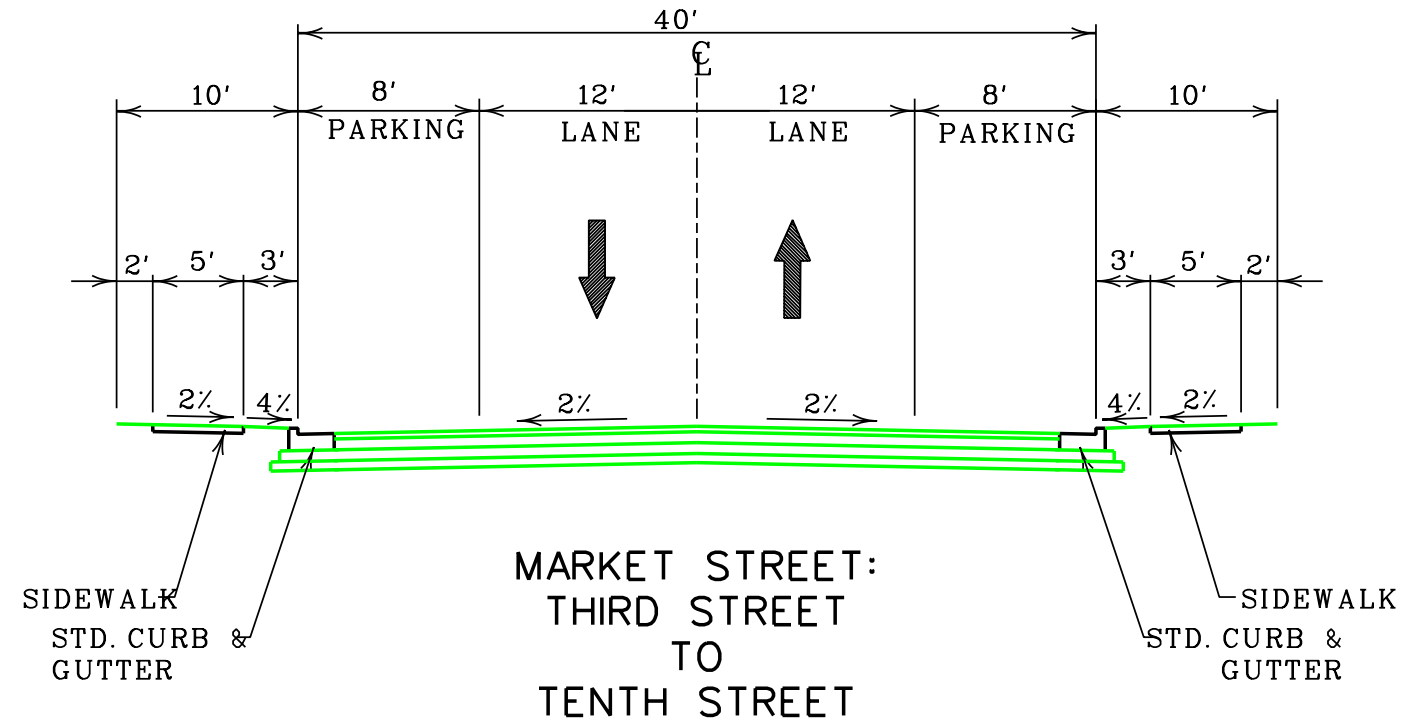 40'
℄
10' 8' 12' 12' 8' 10'
PARKING LANE LANE PARKING
2' 5' 3' 3' 5' 2'
2% 4% 2% 2% 4% 2%
MARKET STREET:
THIRD STREET
TO
TENTH STREET
SIDEWALK
STD. CURB &
GUTTER
SIDEWALK
STD. CURB &
GUTTER